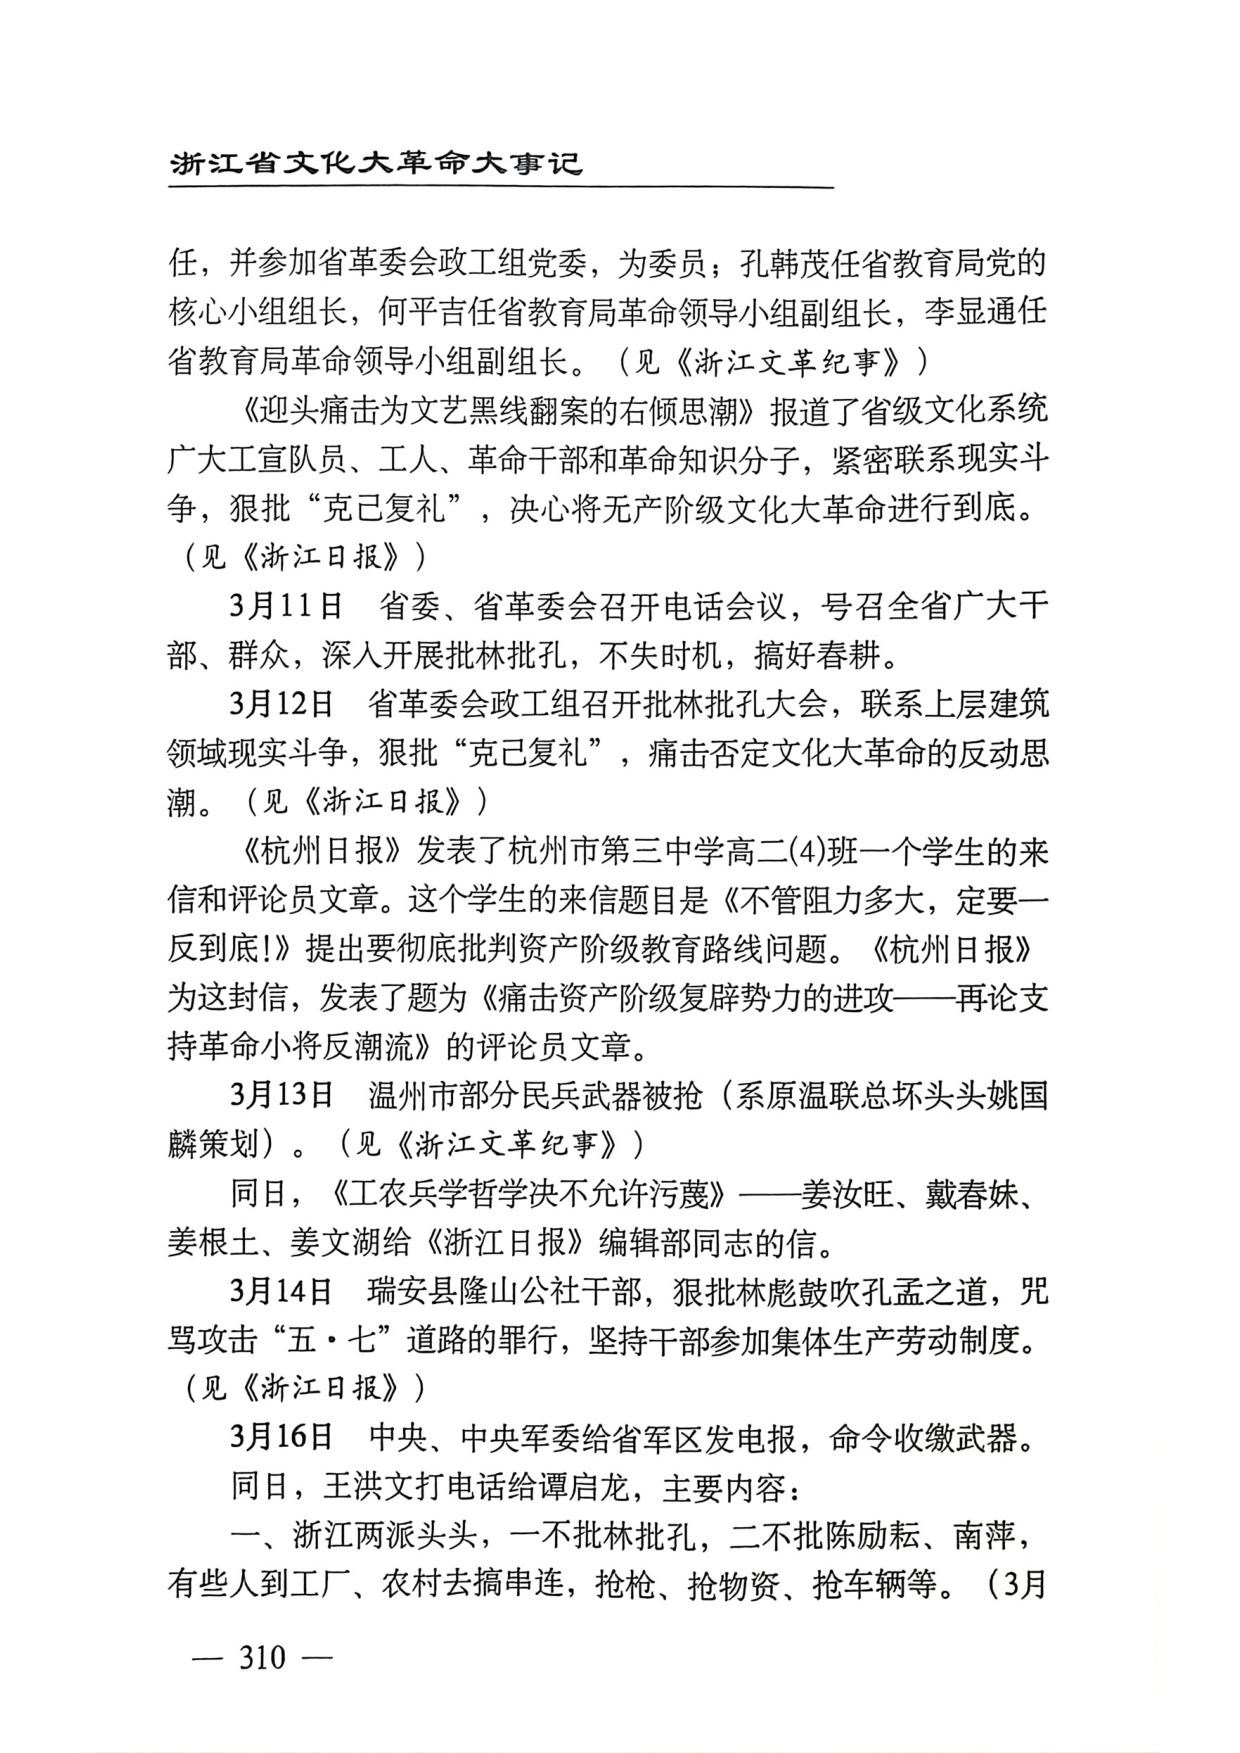 浙江省文化大革命大事记
任，并参加省革委会政工组党委，为委员；孔韩茂任省教育局党的
核心小组组长，何平吉任省教育局革命领导小组副组长，李显通任
省教育局革命领导小组副组长。（见《浙江文革纪事》）
《迎头痛击为文艺黑线翻案的右倾思潮》报道了省级文化系统
广大工宣队员、工人、革命干部和革命知识分子，紧密联系现实斗
争，狠批“克己复礼”，决心将无产阶级文化大革命进行到底。
（见《浙江日报》）
3月11日　省委、省革委会召开电话会议，号召全省广大干
部、群众，深入开展批林批孔，不失时机，搞好春耕。
3月12日　省革委会政工组召开批林批孔大会，联系上层建筑
领域现实斗争，狠批“克己复礼”，痛击否定文化大革命的反动思
潮。（见《浙江日报》）
《杭州日报》发表了杭州市第三中学高二(4)班一个学生的来
信和评论员文章。这个学生的来信题目是《不管阻力多大，定要一
反到底！》提出要彻底批判资产阶级教育路线问题。《杭州日报》
为这封信，发表了题为《痛击资产阶级复辟势力的进攻——再论支
持革命小将反潮流》的评论员文章。
3月13日　温州市部分民兵武器被抢（系原温联总坏头头姚国
麟策划）。（见《浙江文革纪事》）
同日，《工农兵学哲学决不允许污蔑》——姜汝旺、戴春妹、
姜根土、姜文湖给《浙江日报》编辑部同志的信。
3月14日　瑞安县隆山公社干部，狠批林彪鼓吹孔孟之道，咒
骂攻击“五·七”道路的罪行，坚持干部参加集体生产劳动制度。
（见《浙江日报》）
3月16日　中央、中央军委给省军区发电报，命令收缴武器。
同日，王洪文打电话给谭启龙，主要内容：
一、浙江两派头头，一不批林批孔，二不批陈励耘、南萍，
有些人到工厂、农村去搞串连，抢枪、抢物资、抢车辆等。（3月
— 310 —